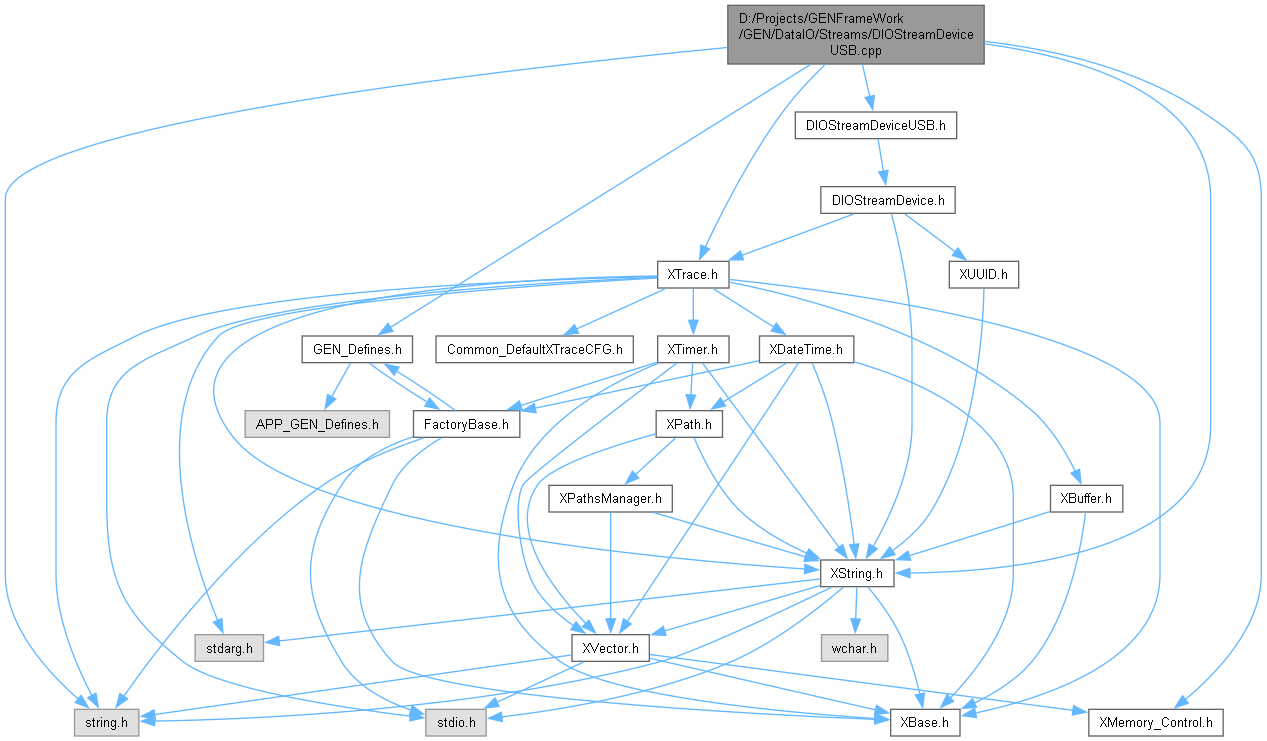 D:/Projects/GENFrameWork
/GEN/DataIO/Streams/DIOStreamDevice
USB.cpp
DIOStreamDeviceUSB.h
DIOStreamDevice.h
XTrace.h
XUUID.h
GEN_Defines.h
Common_DefaultXTraceCFG.h
XTimer.h
XDateTime.h
APP_GEN_Defines.h
FactoryBase.h
XPath.h
XPathsManager.h
XBuffer.h
XString.h
stdarg.h
XVector.h
wchar.h
string.h
stdio.h
XBase.h
XMemory_Control.h